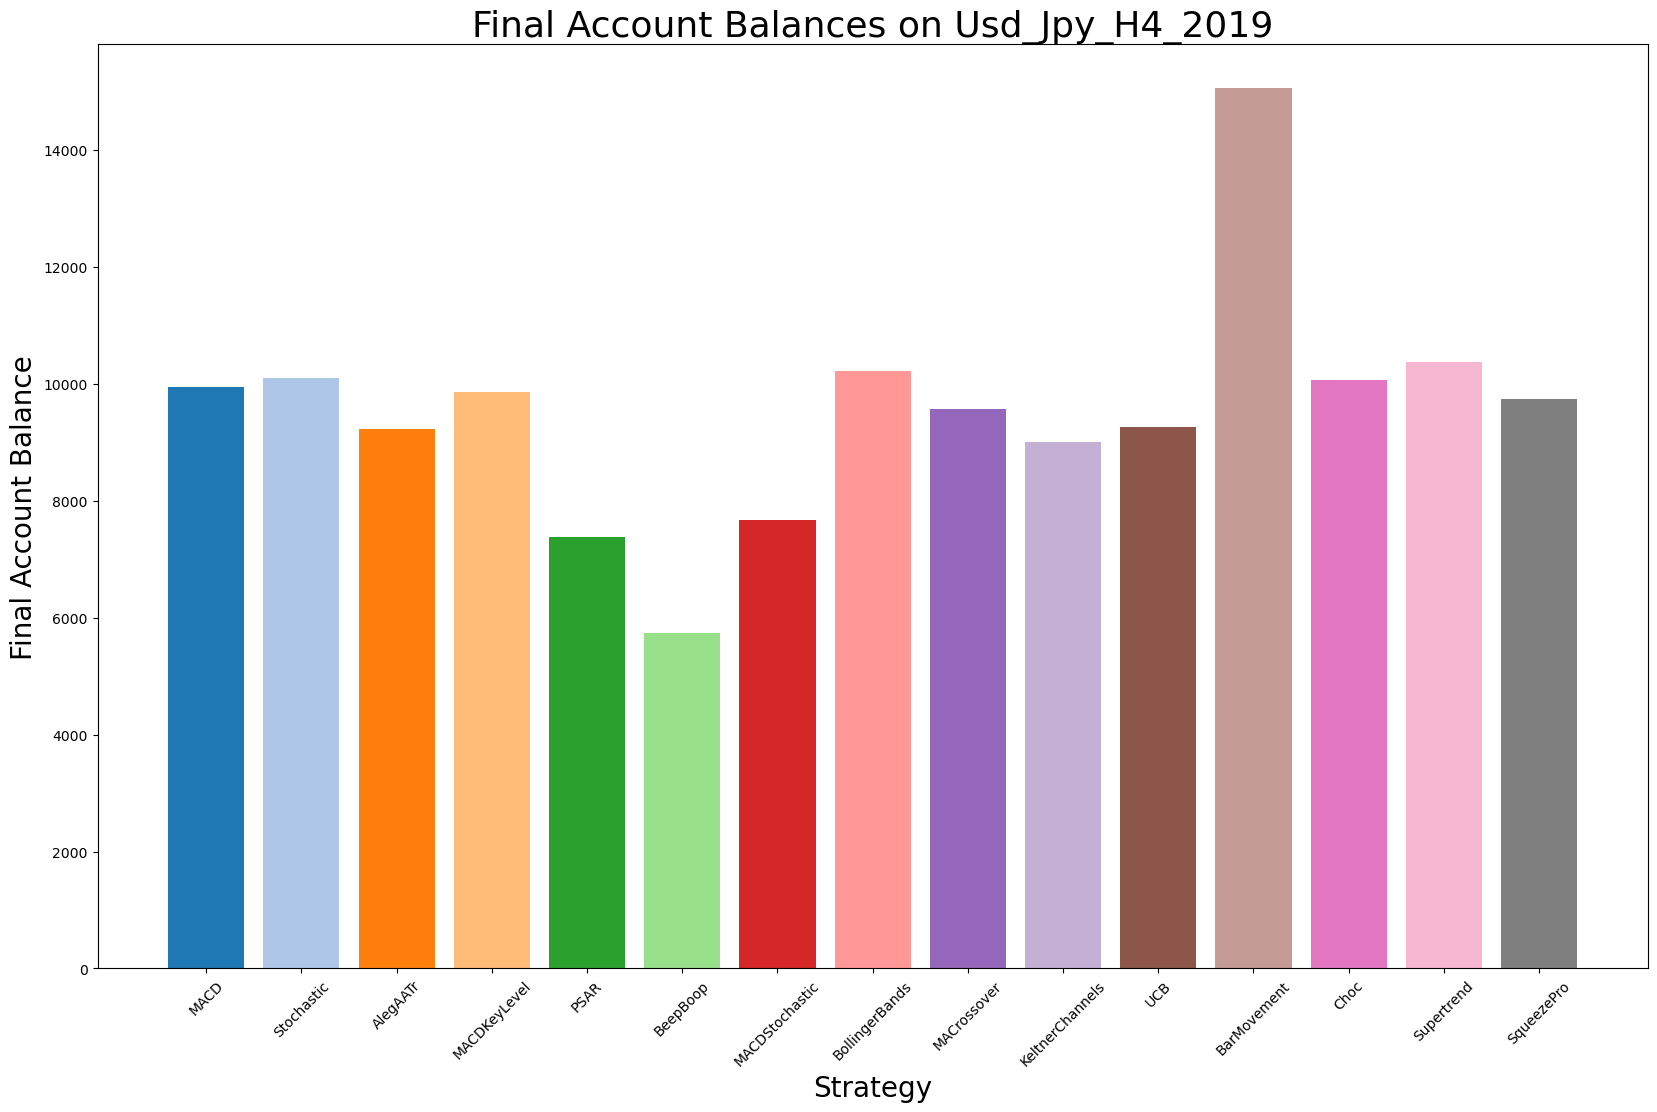 Final Account Balances on Usd_Jpy_H4_2019
Final Account Balance
14000
12000
10000
8000
6000
4000
2000
0
MACD
Stochastic
AlegAATr
MACDKeyLevel
PSAR
BeepBoop
MACDStochastic
BollingerBands
MACrossover
KeltnerChannels
UCB
BarMovement
Choc
Supertrend
SqueezePro
Strategy